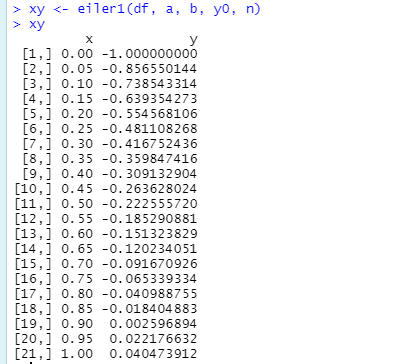 > xy <- eiler1(df, a, b, y0, n)
> xy
x y
[1,] 0.00 -1.000000000
[2,] 0.05 -0.856550144
[3,] 0.10 -0.738543314
[4,] 0.15 -0.639354273
[5,] 0.20 -0.554568106
[6,] 0.25 -0.481108268
[7,] 0.30 -0.416752436
[8,] 0.35 -0.359847416
[9,] 0.40 -0.309132904
[10,] 0.45 -0.263628024
[11,] 0.50 -0.222555720
[12,] 0.55 -0.185290881
[13,] 0.60 -0.151323829
[14,] 0.65 -0.120234051
[15,] 0.70 -0.091670926
[16,] 0.75 -0.065339334
[17,] 0.80 -0.040988755
[18,] 0.85 -0.018404883
[19,] 0.90 0.002596894
[20,] 0.95 0.022176632
[21,] 1.00 0.040473912